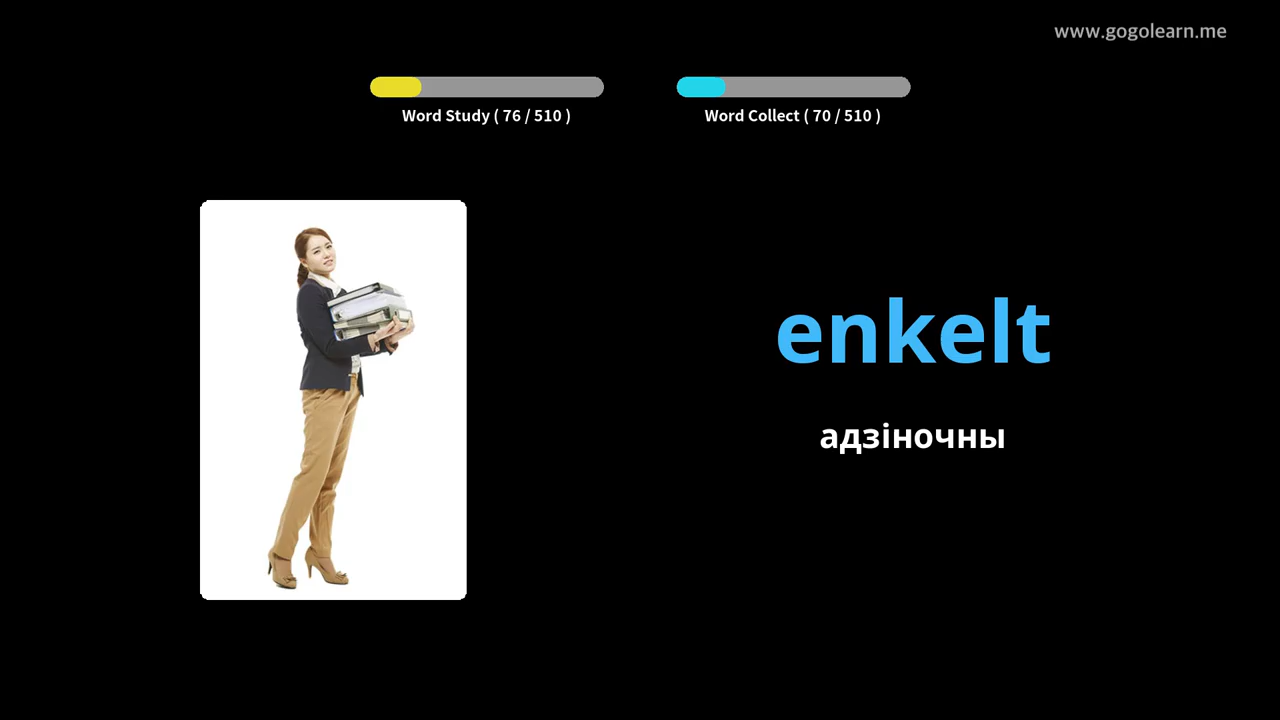 www.gogolearn.me
Word Study ( 76 / 510 )
Word Collect ( 70 / 510 )
enkelt
адзіночны